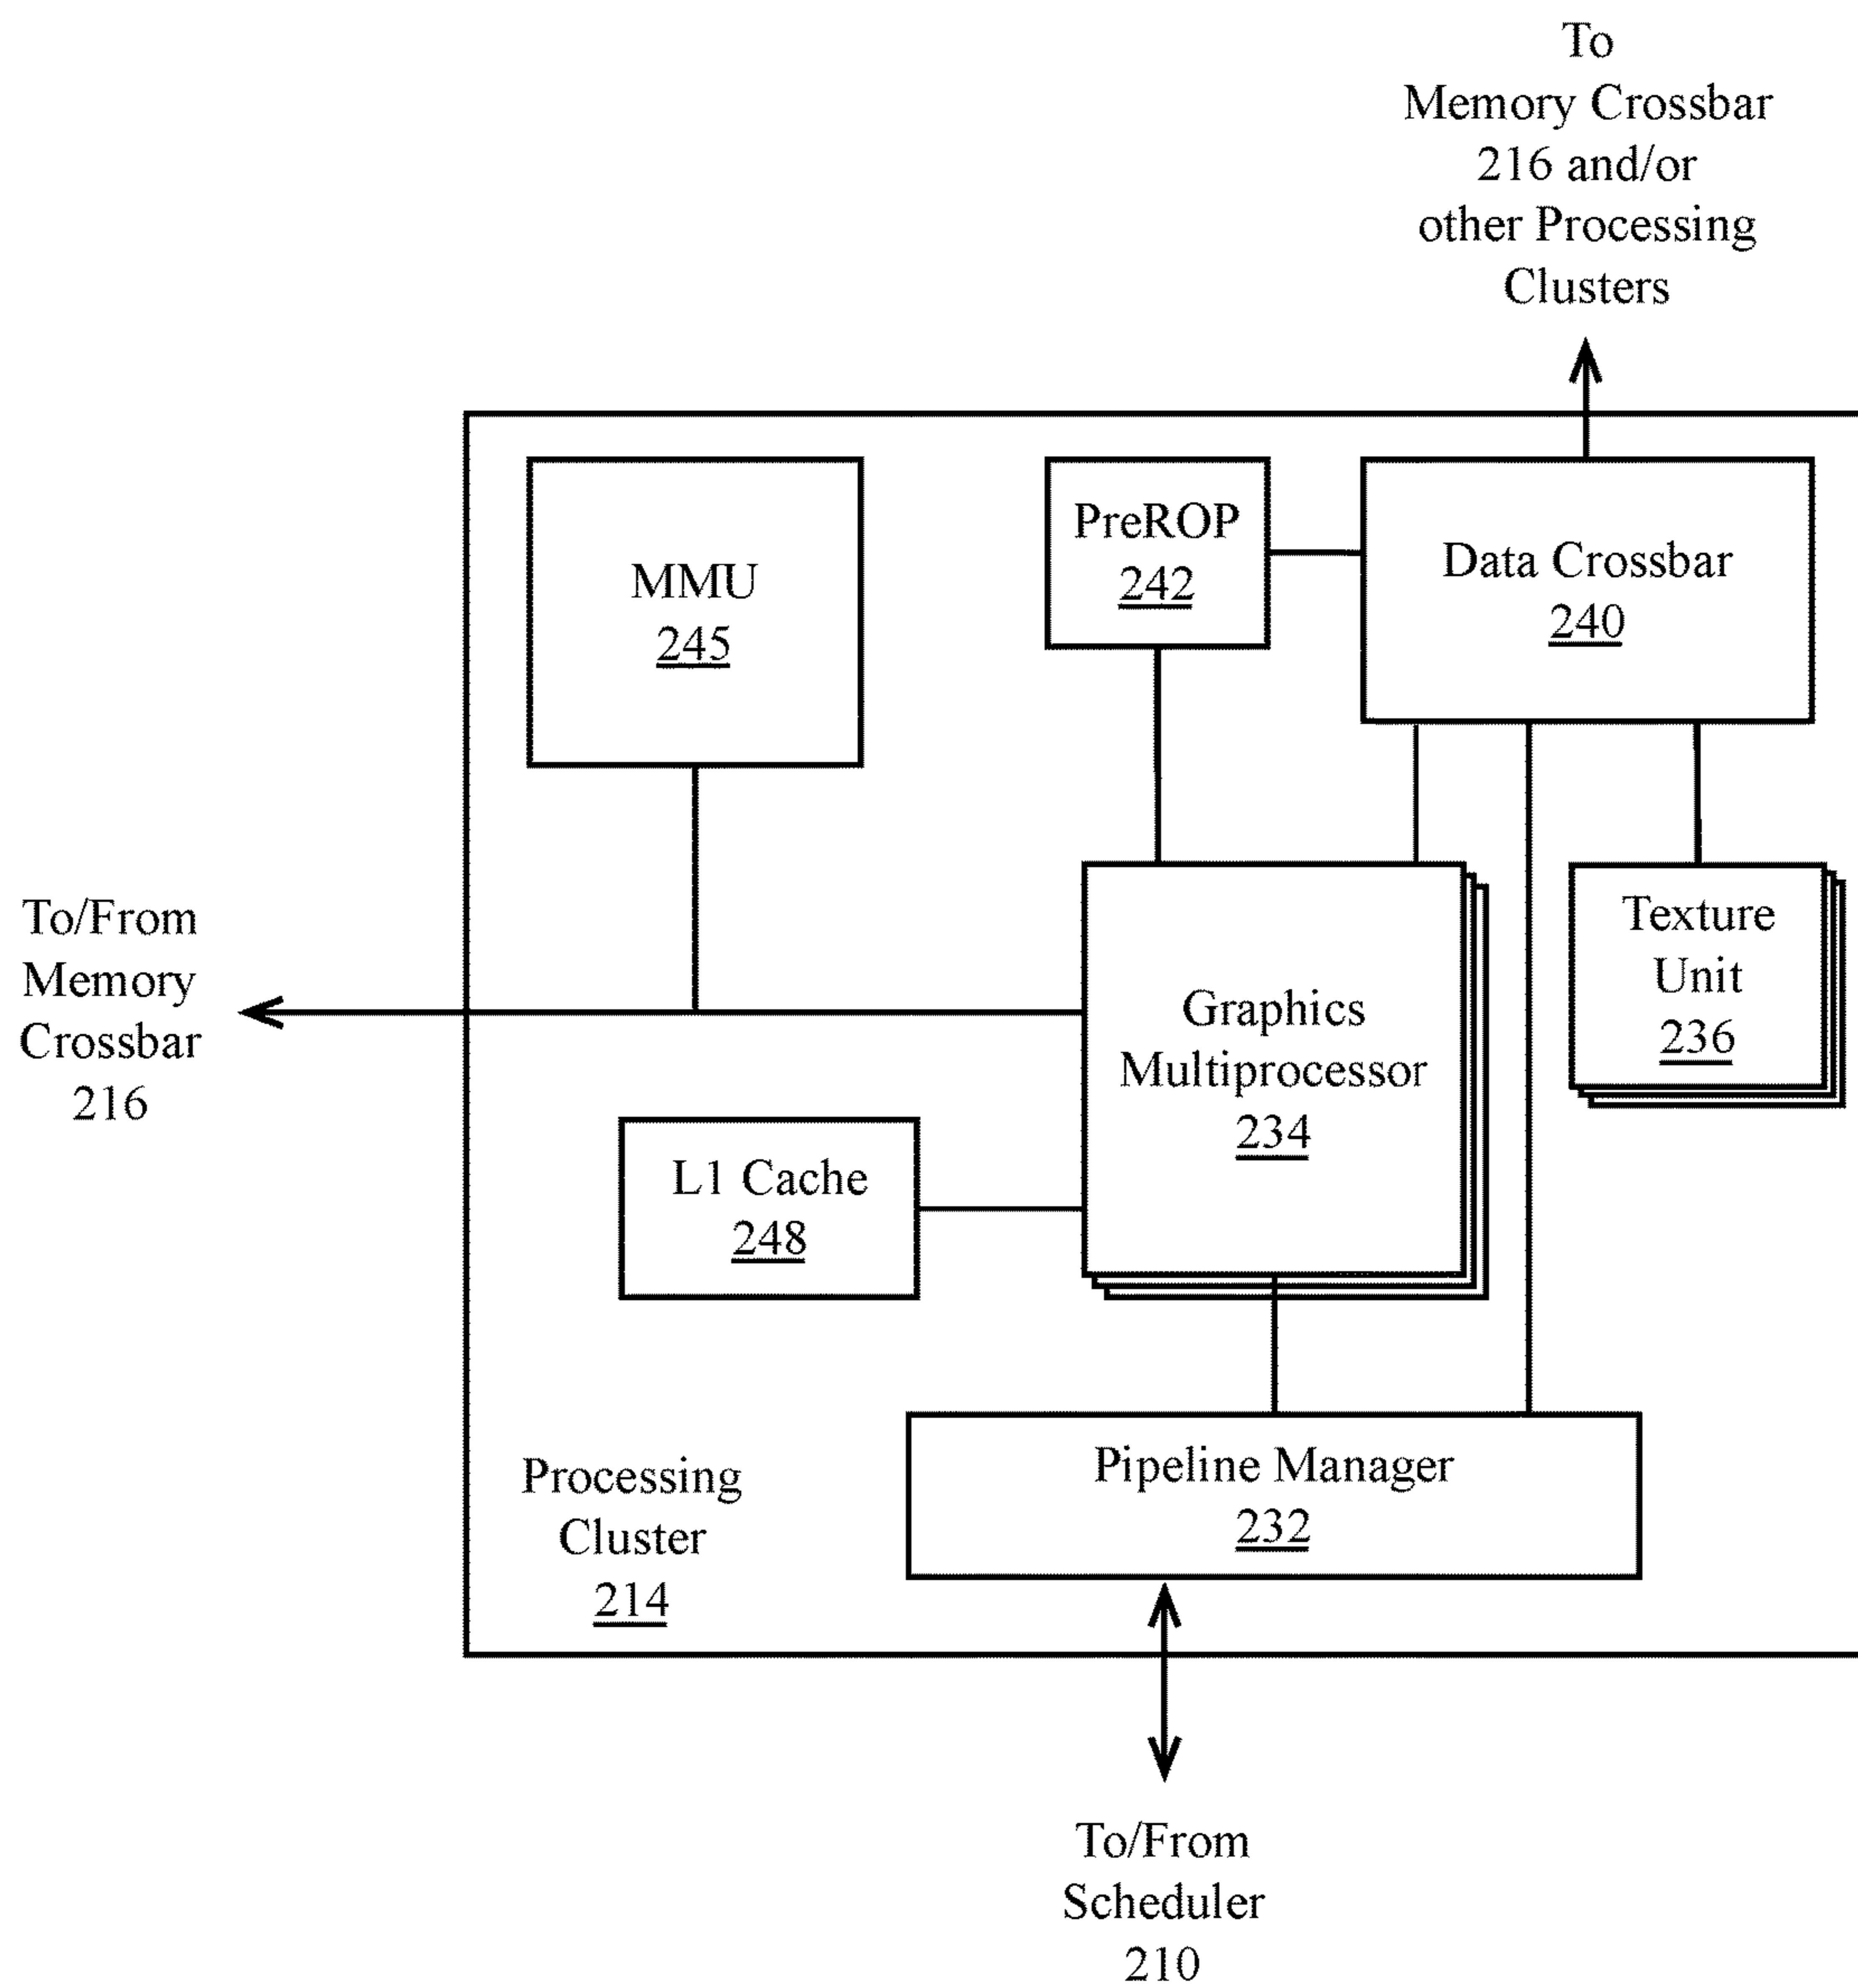 To
Memory Crossbar
216 and/or
other Processing
Clusters
MMU
245
PreROP
242
Data Crossbar
240
To/From
Memory
Crossbar
216
Graphics
Multiprocessor
234
Texture
Unit
236
L1 Cache
248
Processing
Cluster
214
Pipeline Manager
232
To/From
Scheduler
210